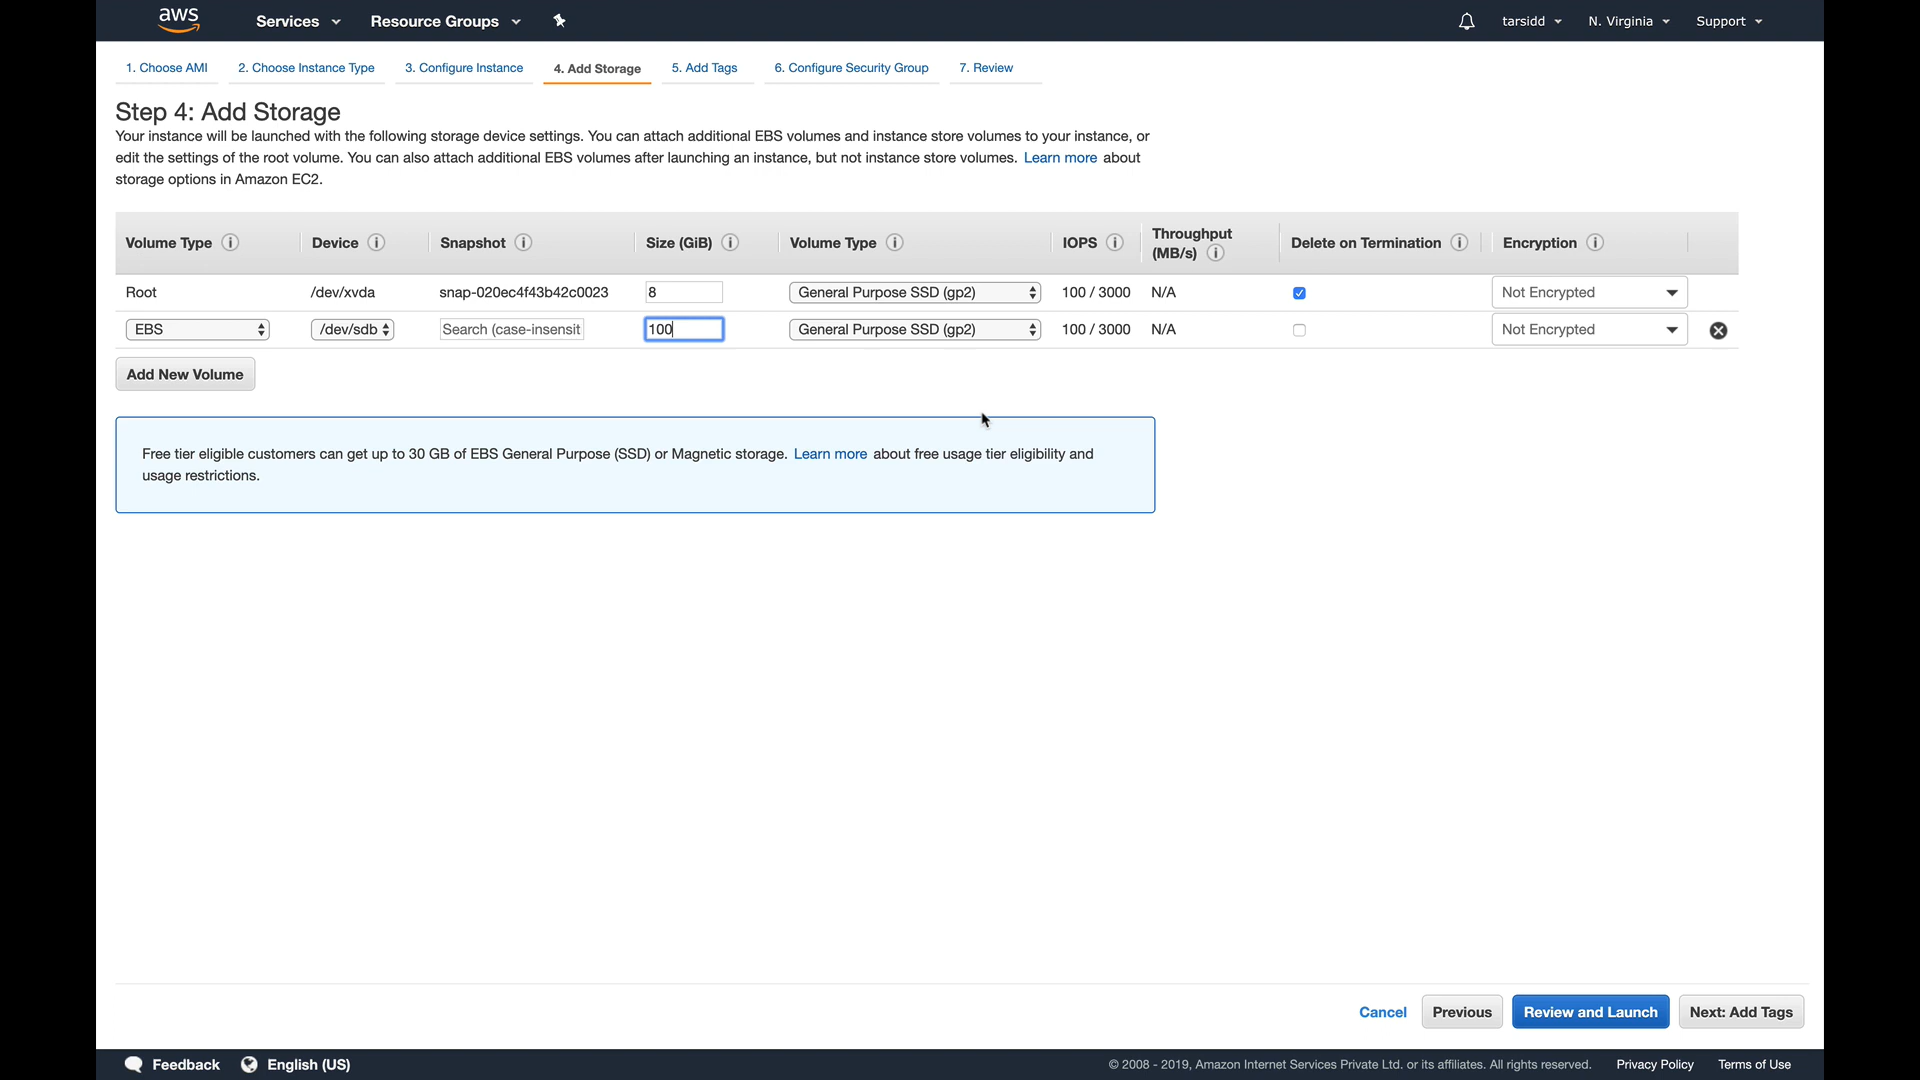 aws Services Resource Groups tarsidd N. Virginia Support
1. Choose AMI 2. Choose Instance Type 3. Configure Instance 4. Add Storage 5. Add Tags 6. Configure Security Group 7. Review
Step 4: Add Storage
Your instance will be launched with the following storage device settings. You can attach additional EBS volumes and instance store volumes to your instance, or
edit the settings of the root volume. You can also attach additional EBS volumes after launching an instance, but not instance store volumes. Learn more about
storage options in Amazon EC2.
Volume Type i Device i Snapshot i Size (GiB) i Volume Type i IOPS i Throughput (MB/s) i Delete on Termination i Encryption i
Root /dev/xvda snap-020ec4f43b42c0023 8 General Purpose SSD (gp2) 100 / 3000 N/A Not Encrypted
EBS /dev/sdb Search (case-insensit 100 General Purpose SSD (gp2) 100 / 3000 N/A Not Encrypted
Add New Volume
Free tier eligible customers can get up to 30 GB of EBS General Purpose (SSD) or Magnetic storage. Learn more about free usage tier eligibility and
usage restrictions.
Cancel Previous Review and Launch Next: Add Tags
Feedback English (US) © 2008 - 2019, Amazon Internet Services Private Ltd. or its affiliates. All rights reserved. Privacy Policy Terms of Use